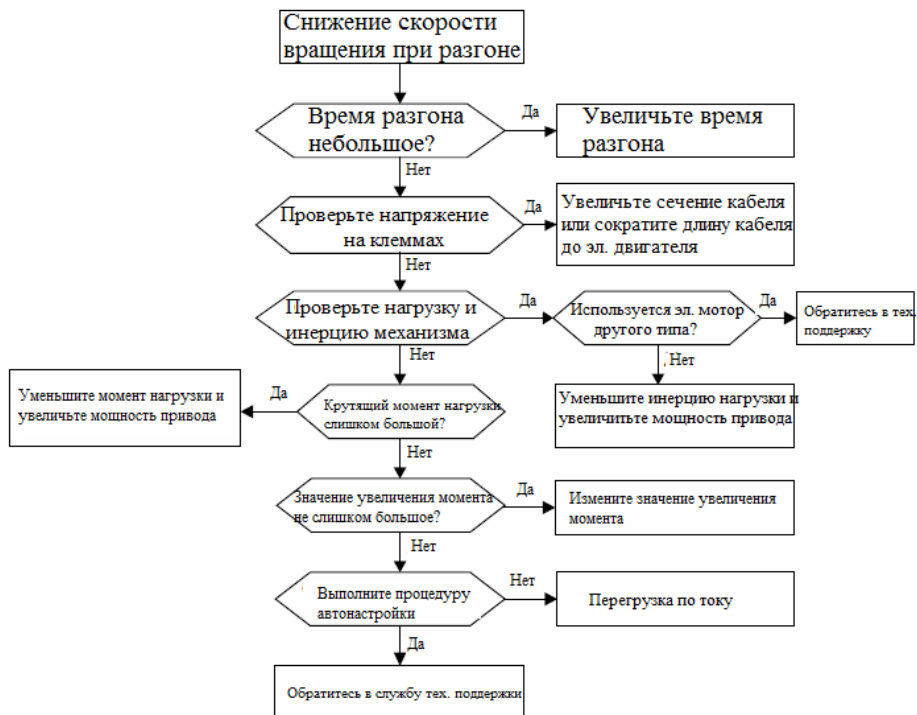 Снижение скорости
вращения при разгоне
Время разгона
небольшое?
Да
Увеличьте время
разгона
Нет
Проверьте напряжение
на клеммах
Да
Увеличьте сечение кабеля
или сократите длину кабеля
до эл. двигателя
Нет
Проверьте нагрузку и
инерцию механизма
Да
Используется эл. мотор
другого типа?
Да
Обратитесь в тех.
поддержку
Нет
Нет
Уменьшите инерцию нагрузки и
увеличитьте мощность привода
Уменьшите момент нагрузки и
увеличьте мощность привода
Да
Крутящий момент нагрузки
слишком большой?
Нет
Значение увеличения момента
не слишком большое?
Да
Измените значение увеличения
момента
Нет
Выполните процедуру
автонастройки
Нет
Перегрузка по току
Да
Обратитесь в службу тех. поддержки